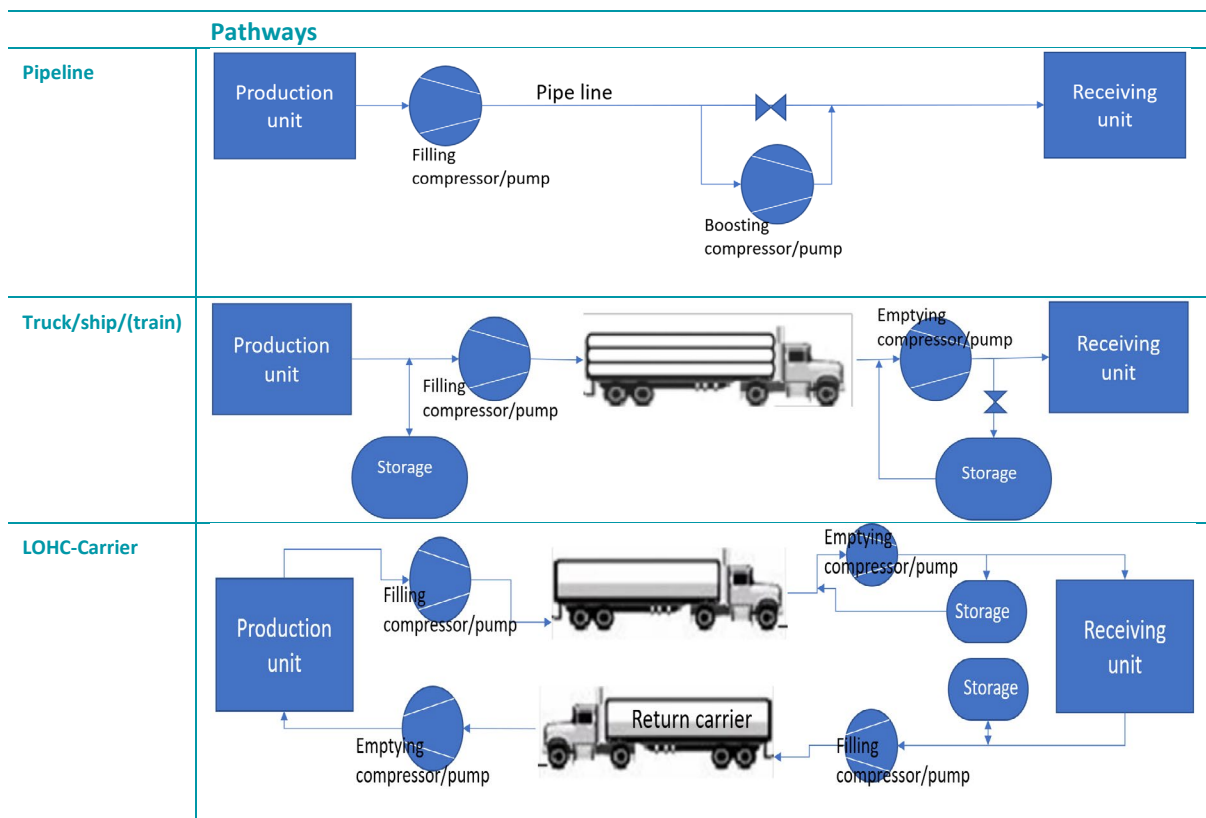 Pathways
Pipeline
Production
unit
Filling
compressor/pump
Pipe line
Boosting
compressor/pump
Receiving
unit
Truck/ship/(train)
Production
unit
Storage
Filling
compressor/pump
Emptying
compressor/pump
Storage
Receiving
unit
LOHC-Carrier
Production
unit
Filling
compressor/pump
Emptying
compressor/pump
Storage
Receiving
unit
Storage
Return carrier
Emptying
compressor/pump
Filling
compressor/pump